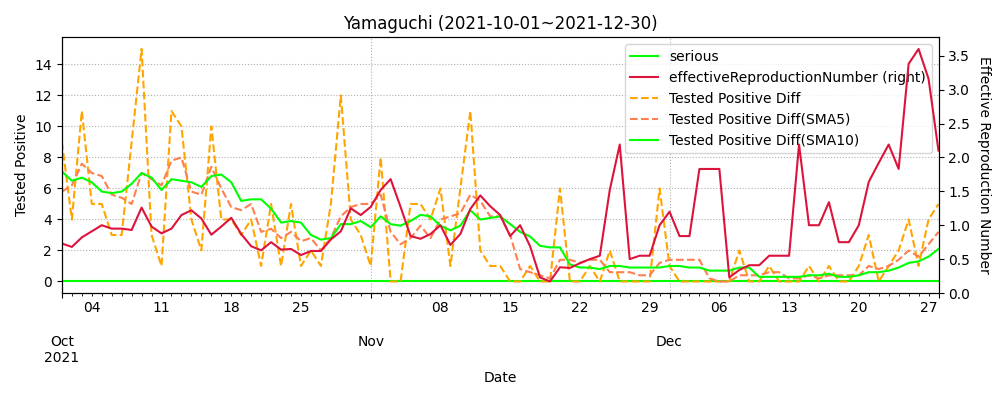 Yamaguchi (2021-10-01~2021-12-30)
serious
effectiveReproductionNumber (right)
Tested Positive Diff
Tested Positive Diff(SMA5)
Tested Positive Diff(SMA10)
Tested Positive
14
12
10
8
6
4
2
0
3.5
3.0
2.5
2.0
1.5
1.0
0.5
0.0
Effective Reproduction Number
04 11 18 25 08 15 22 29 06 13 20 27
Oct Nov Dec
2021
Date